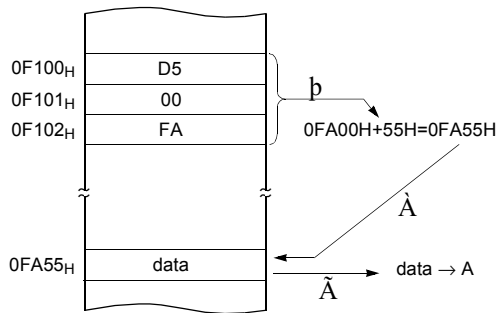 0F100H D5
þ
0F101H 00
0F102H FA
0FA00H+55H=0FA55H
À
0FA55H data
Ã
data → A